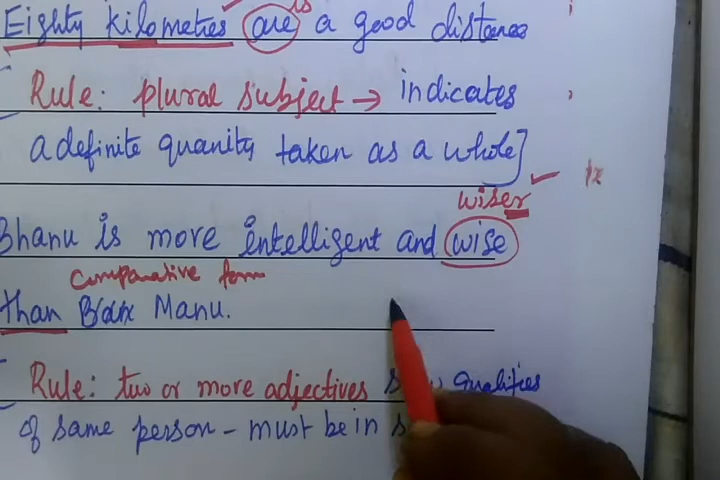 is
Eighty kilometies are a good distance
Rule: plural subject → indicates
a definite quanity taken as a whole]
wiser ✓
Bhanu is more intelligent and wise
comparative form
than Manu.
Rule: two or more adjectives qualifies
of same person - must be in s